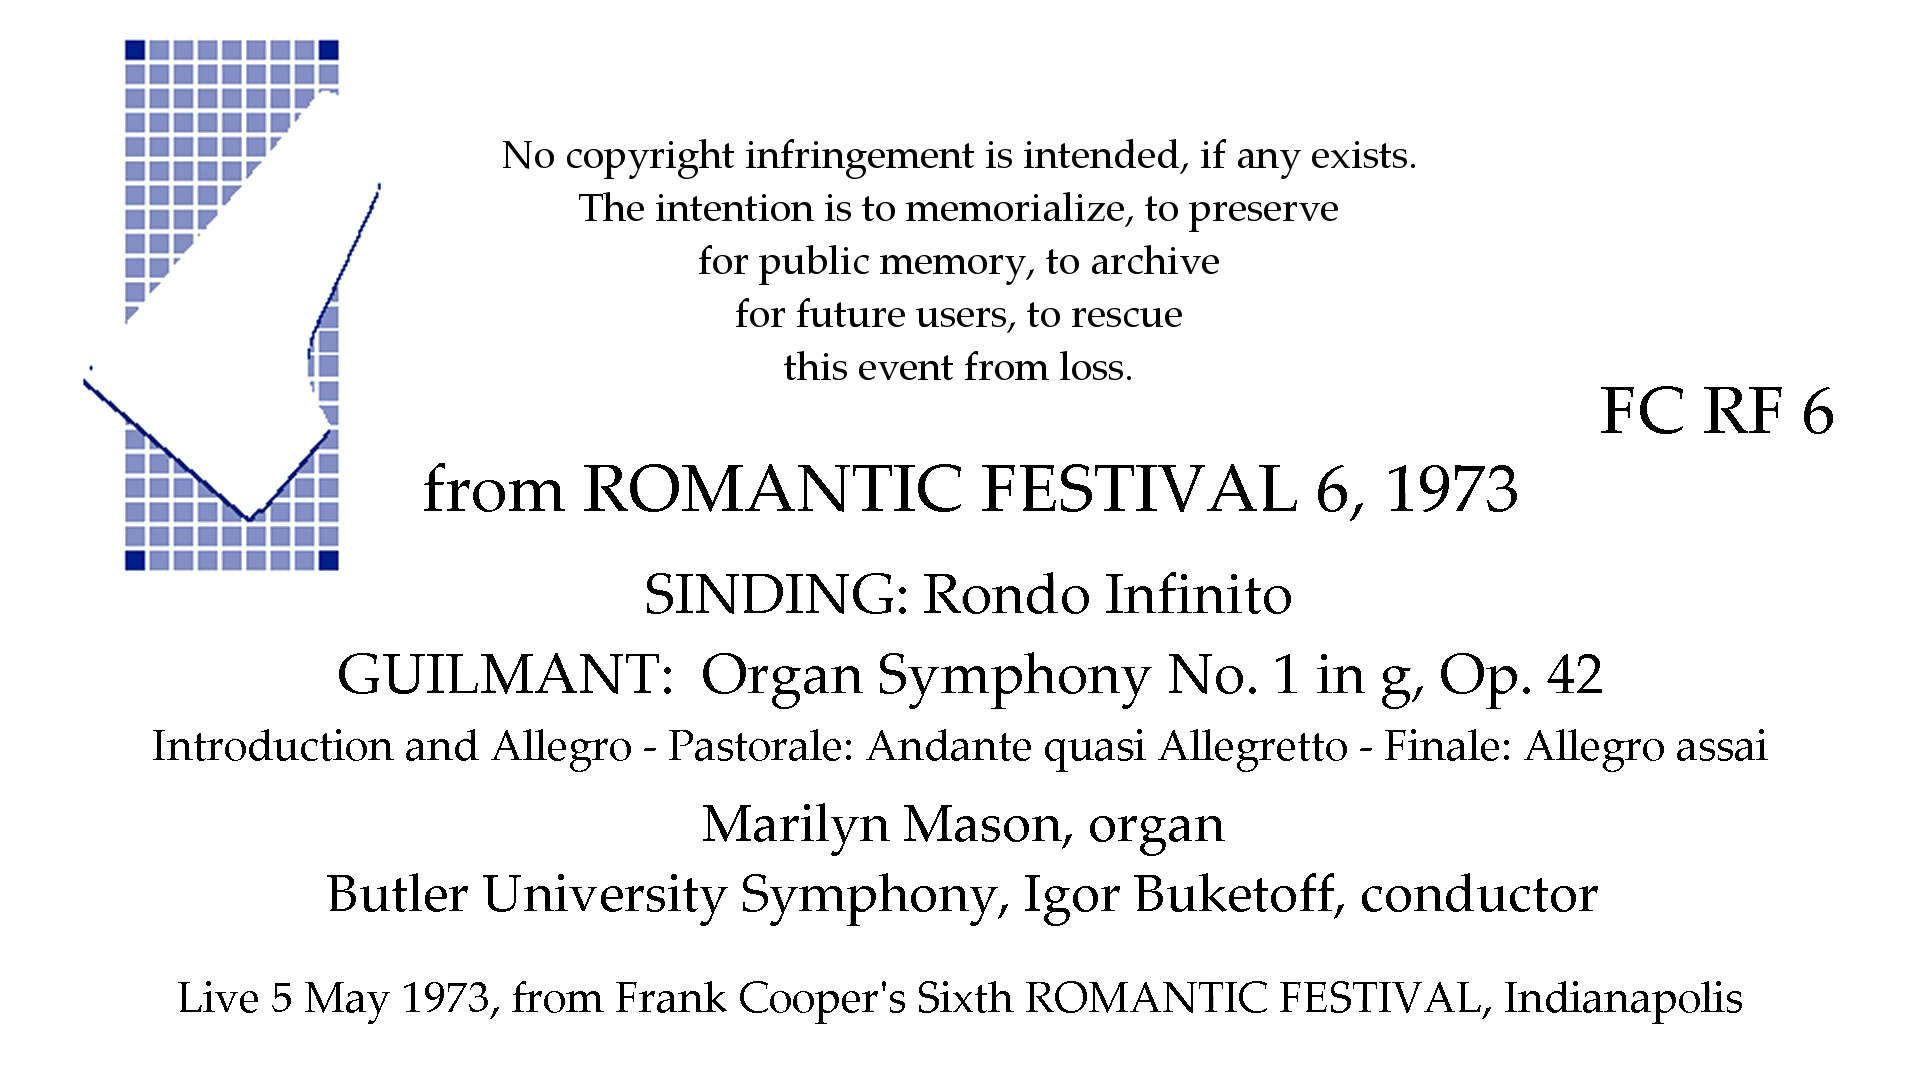 No copyright infringement is intended, if any exists.
The intention is to memorialize, to preserve
for public memory, to archive
for future users, to rescue
this event from loss.
FC RF 6
from ROMANTIC FESTIVAL 6, 1973
SINDING: Rondo Infinito
GUILMANT:  Organ Symphony No. 1 in g, Op. 42
Introduction and Allegro - Pastorale: Andante quasi Allegretto - Finale: Allegro assai
Marilyn Mason, organ
Butler University Symphony, Igor Buketoff, conductor
Live 5 May 1973, from Frank Cooper's Sixth ROMANTIC FESTIVAL, Indianapolis